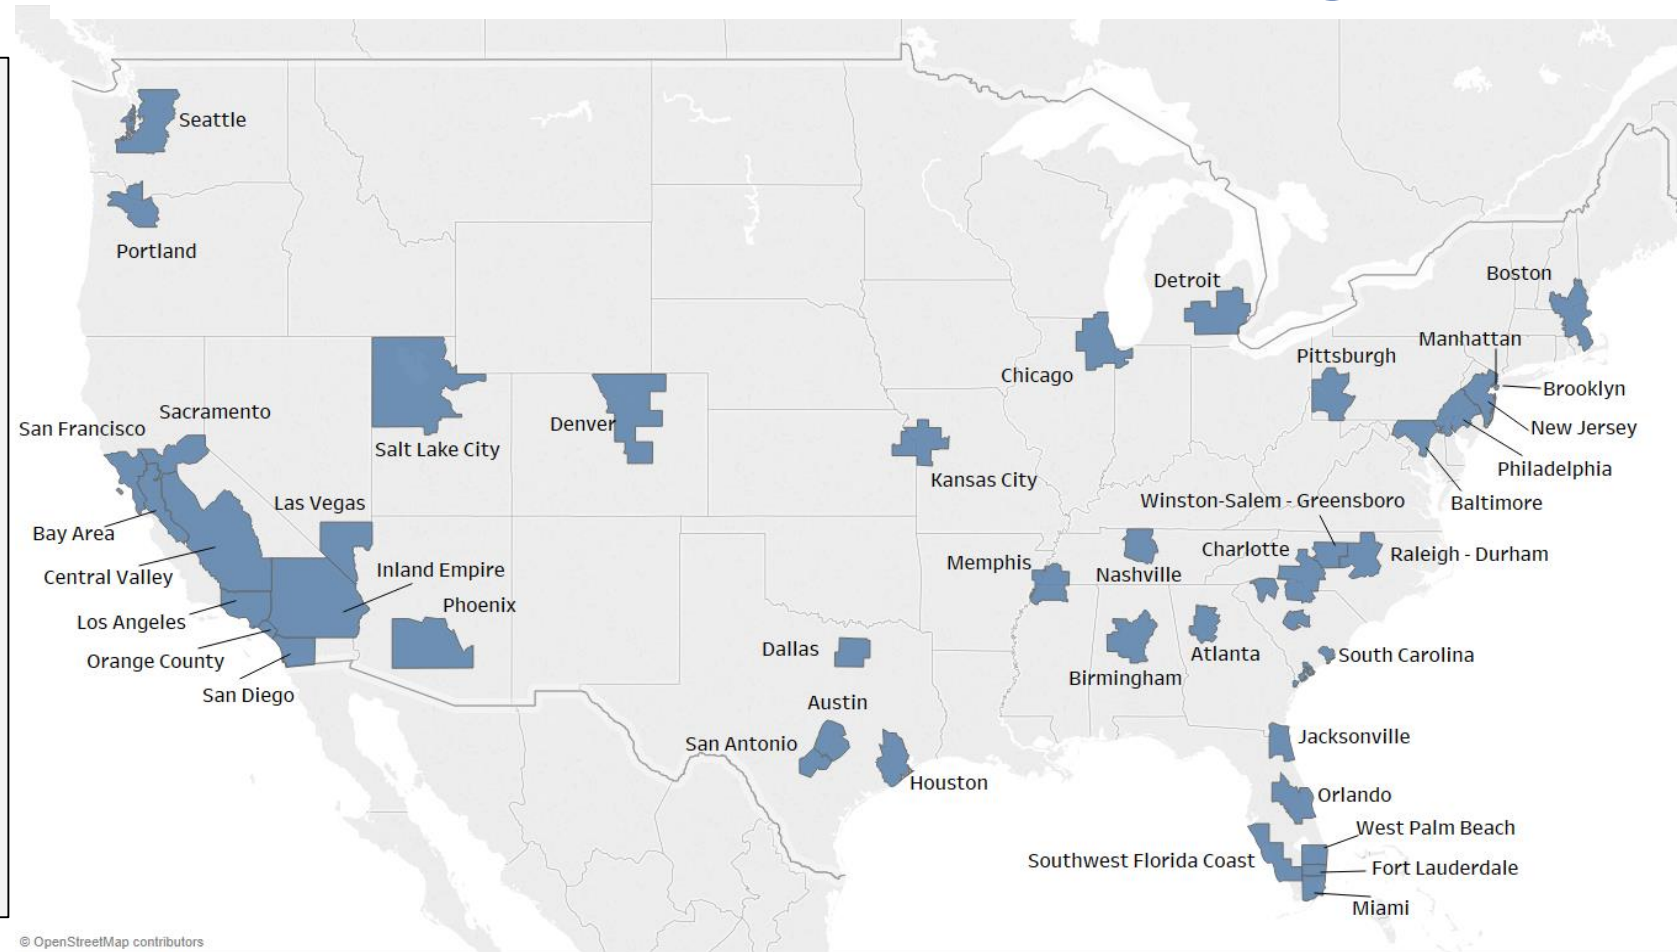 Seattle
Portland
Detroit
Boston
Manhattan
Pittsburgh
Chicago
Brooklyn
Sacramento
San Francisco
Denver
New Jersey
Salt Lake City
Philadelphia
Kansas City
Winston-Salem - Greensboro
Baltimore
Las Vegas
Bay Area
Charlotte
Raleigh - Durham
Memphis
Nashville
Inland Empire
Central Valley
Phoenix
Los Angeles
Dallas
Atlanta
South Carolina
Orange County
Birmingham
San Diego
Austin
Jacksonville
San Antonio
Houston
Orlando
West Palm Beach
Southwest Florida Coast
Fort Lauderdale
Miami
© OpenStreetMap contributors